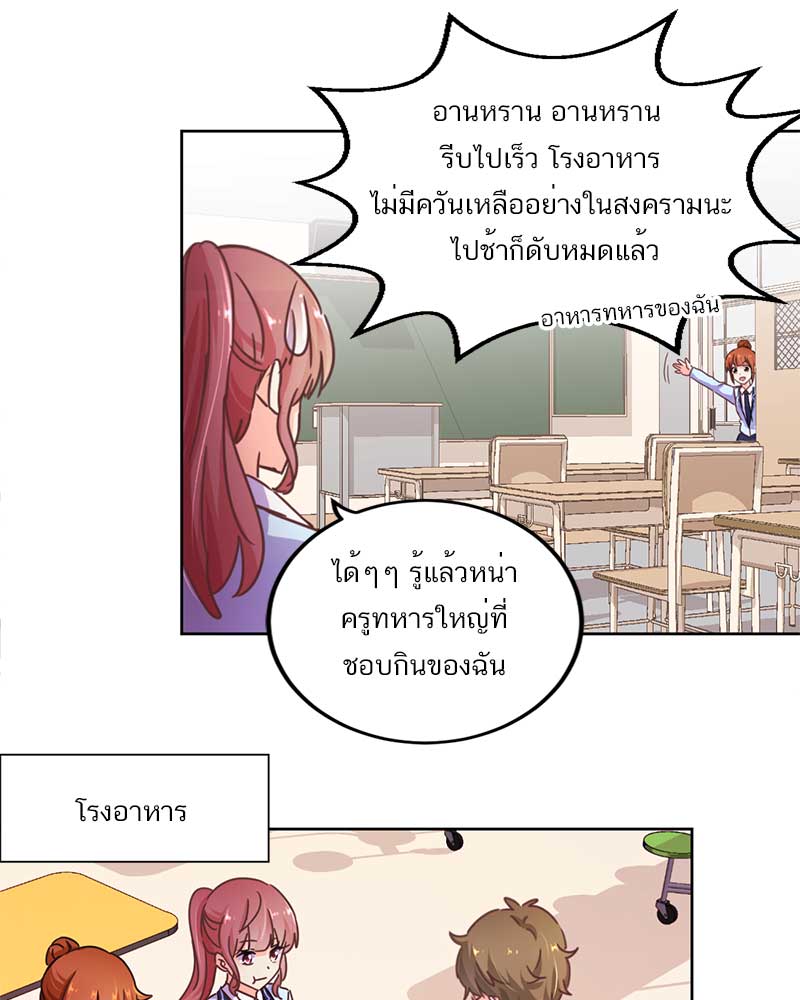 อานหราน อานหราน
รีบไปเร็ว โรงอาหาร
ไม่มีควันเหลืออย่างในสงครามนะ
ไปช้าก็ดับหมดแล้ว
อาหารทหารของฉัน
ได้ๆๆ รู้แล้วหน่า
ครูทหารใหญ่ที่
ชอบกินของฉัน
โรงอาหาร